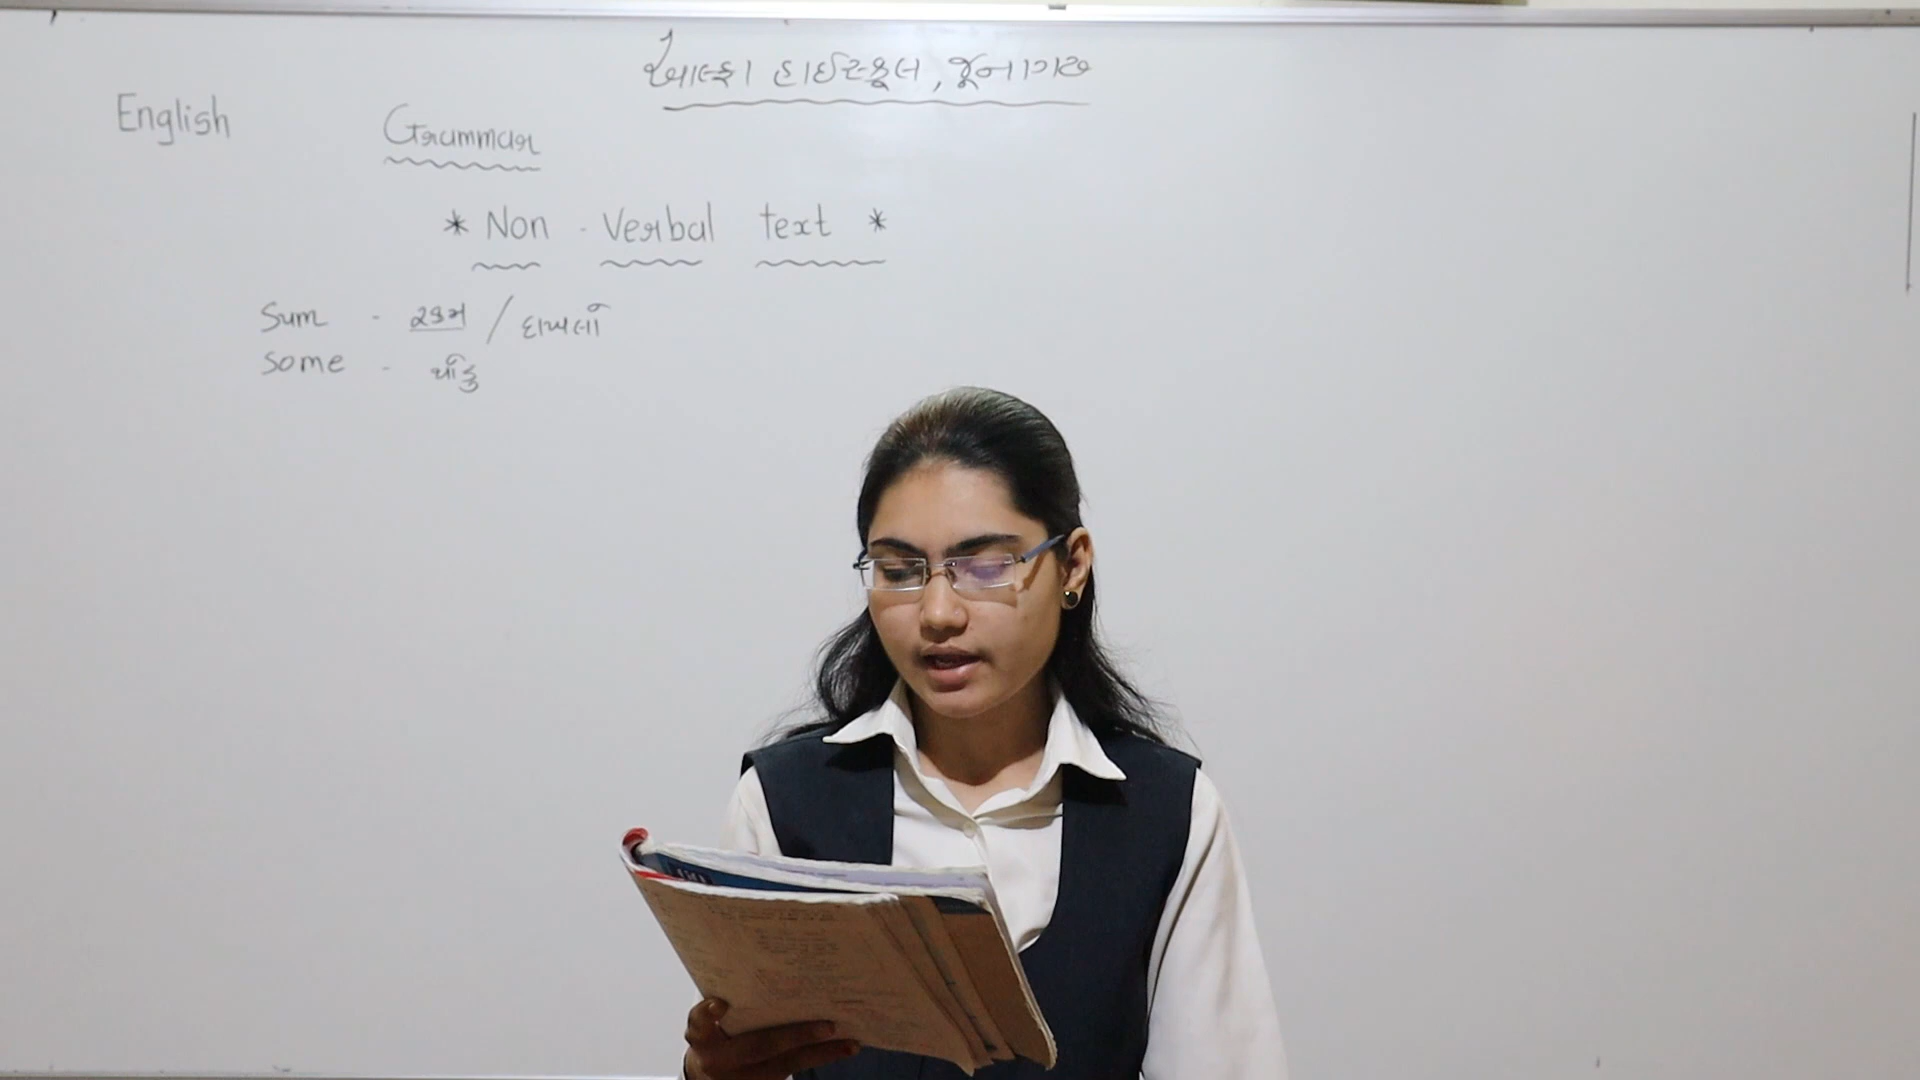 આલ્ફા હાઈસ્કૂલ, જૂનાગઢ
English
Grammar
* Non - Verbal text *
Sum - રકમ / દાખલો
Some - થોડુ